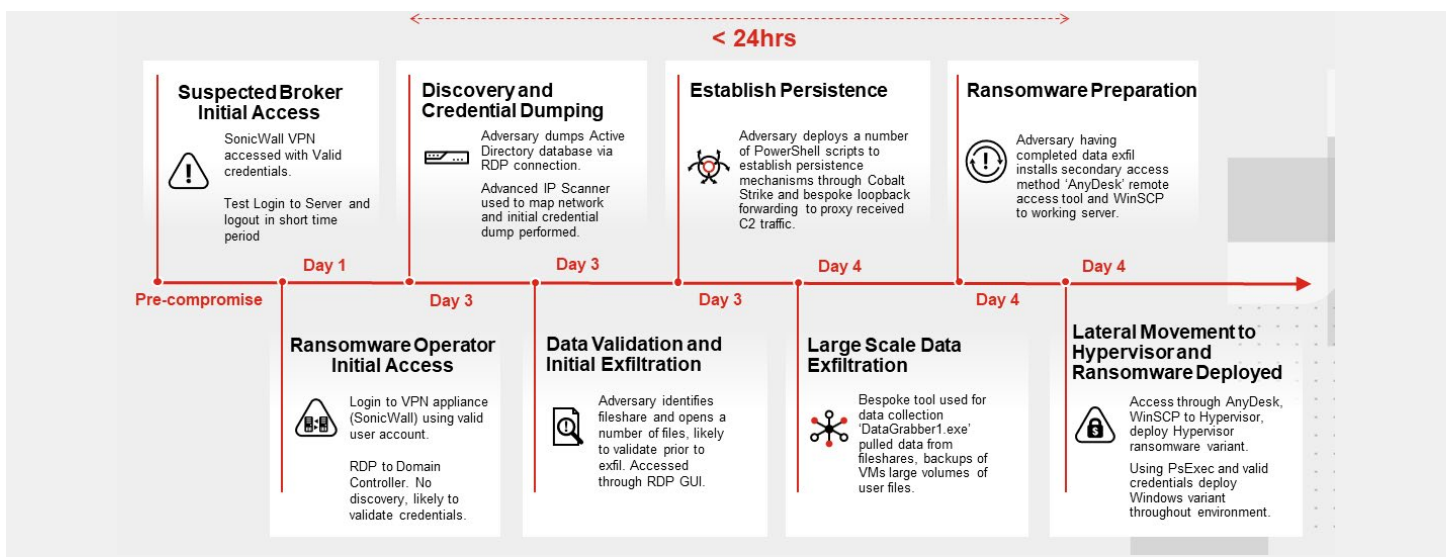 < 24hrs
Suspected Broker
Initial Access
SonicWall VPN
accessed with Valid
credentials.
Test Login to Server and
logout in short time
period
Discovery and
Credential Dumping
Adversary dumps Active
Directory database via
RDP connection.
Advanced IP Scanner
used to map network
and initial credential
dump performed.
Establish Persistence
Adversary deploys a number
of PowerShell scripts to
establish persistence
mechanisms through Cobalt
Strike and bespoke loopback
forwarding to proxy received
C2 traffic.
Ransomware Preparation
Adversary having
completed data exfil
installs secondary access
method ‘AnyDesk’ remote
access tool and WinSCP
to working server.
Day 1
Day 3
Day 4
Day 4
Pre-compromise
Day 3
Day 3
Day 4
Ransomware Operator
Initial Access
Login to VPN appliance
(SonicWall) using valid
user account.
RDP to Domain
Controller. No
discovery, likely to
validate credentials.
Data Validation and
Initial Exfiltration
Adversary identifies
fileshare and opens a
number of files, likely
to validate prior to
exfil. Accessed
through RDP GUI.
Large Scale Data
Exfiltration
Bespoke tool used for
data collection
‘DataGrabber1.exe’
pulled data from
fileshares, backups of
VMs large volumes of
user files.
Lateral Movement to
Hypervisor and
Ransomware Deployed
Access through AnyDesk,
WinSCP to Hypervisor,
deploy Hypervisor
ransomware variant.
Using PsExec and valid
credentials deploy
Windows variant
throughout environment.